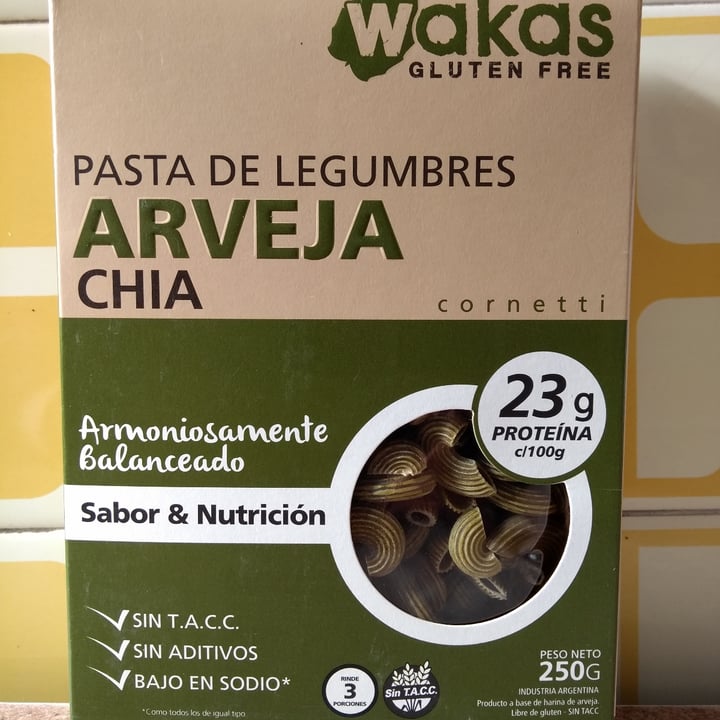 wakas
GLUTEN FREE
PASTA DE LEGUMBRES
ARVEJA
CHIA
cornetti
23 g
PROTEÍNA
c/100g
Armoniosamente
Balanceado
Sabor & Nutrición
SIN T.A.C.C.
SIN ADITIVOS
BAJO EN SODIO*
*Como todos los de igual tipo
RINDE
3
PORCIONES
Sin T.A.C.C.
PESO NETO
250G
INDUSTRIA ARGENTINA
Producto a base de harina de arveja.
Libre de gluten - SIN TACC